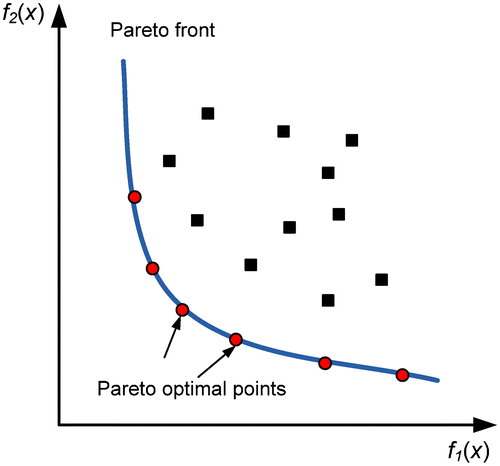 f2(x)
Pareto front
Pareto optimal points
f1(x)